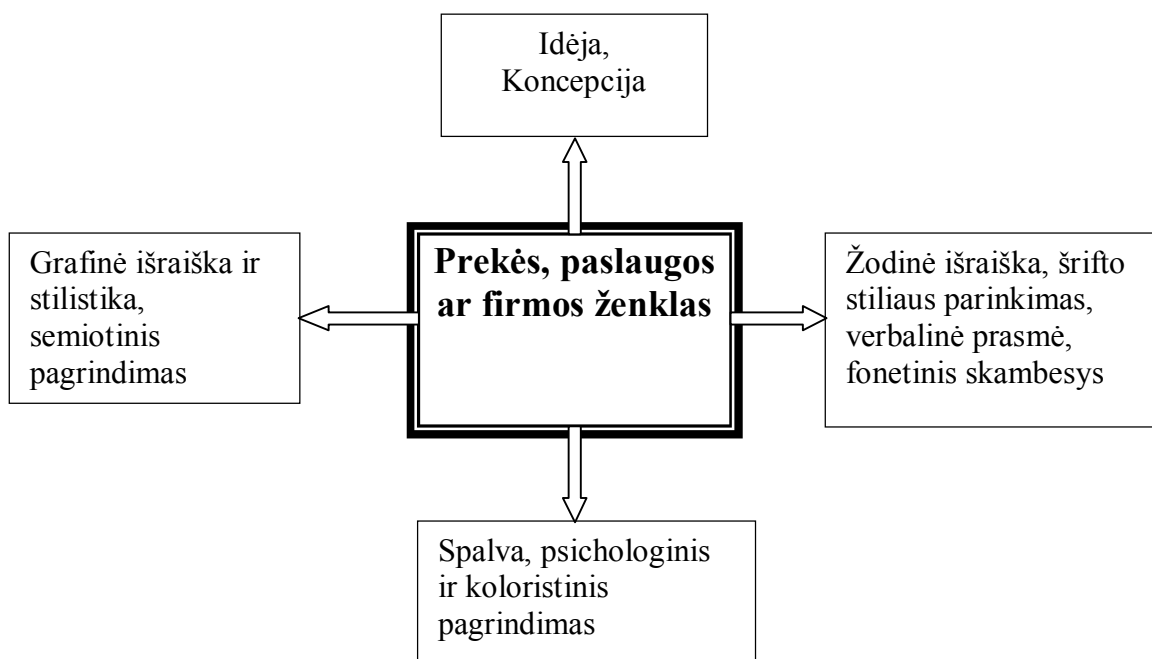 Idėja,
Koncepcija
Grafinė išraiška ir
stilistika,
semiotinis
pagrindimas
Prekės, paslaugos
ar firmos ženklas
Žodinė išraiška, šrifto
stiliaus parinkimas,
verbalinė prasmė,
fonetinis skambesys
Spalva, psichologinis
ir koloristinis
pagrindimas